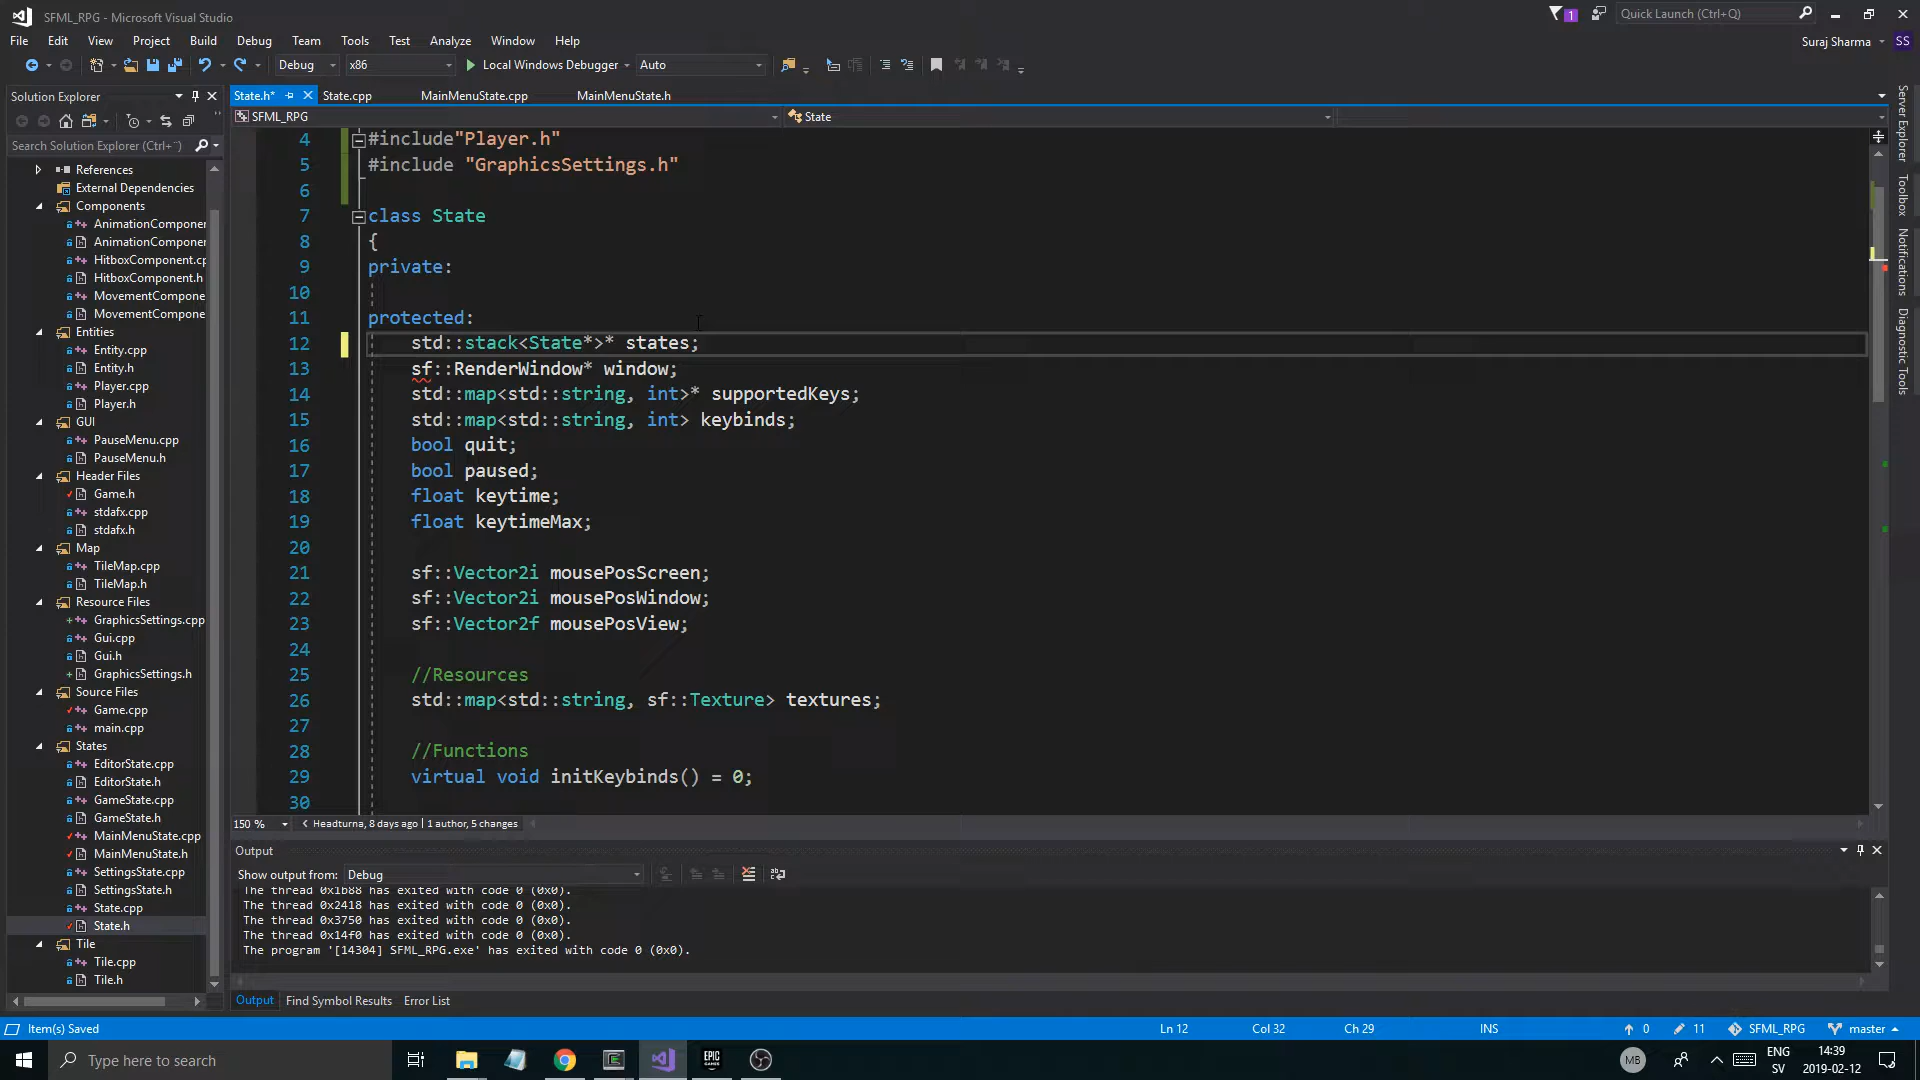 SFML_RPG - Microsoft Visual Studio
1
Quick Launch (Ctrl+Q)
File Edit View Project Build Debug Team Tools Test Analyze Window Help
Suraj Sharma SS
Debug x86 Local Windows Debugger Auto
Solution Explorer
State.h* State.cpp MainMenuState.cpp MainMenuState.h
SFML_RPG State
Search Solution Explorer (Ctrl+¨)
References
External Dependencies
Components
AnimationComponen
AnimationComponen
HitboxComponent.cp
HitboxComponent.h
MovementCompone
MovementCompone
Entities
Entity.cpp
Entity.h
Player.cpp
Player.h
GUI
PauseMenu.cpp
PauseMenu.h
Header Files
Game.h
stdafx.cpp
stdafx.h
Map
TileMap.cpp
TileMap.h
Resource Files
GraphicsSettings.cpp
Gui.cpp
Gui.h
GraphicsSettings.h
Source Files
Game.cpp
main.cpp
States
EditorState.cpp
EditorState.h
GameState.cpp
GameState.h
MainMenuState.cpp
MainMenuState.h
SettingsState.cpp
SettingsState.h
State.cpp
State.h
Tile
Tile.cpp
Tile.h
4 #include"Player.h"
5 #include "GraphicsSettings.h"
6
7 class State
8 {
9 private:
10
11 protected:
12 std::stack<State*>* states;
13 sf::RenderWindow* window;
14 std::map<std::string, int>* supportedKeys;
15 std::map<std::string, int> keybinds;
16 bool quit;
17 bool paused;
18 float keytime;
19 float keytimeMax;
20
21 sf::Vector2i mousePosScreen;
22 sf::Vector2i mousePosWindow;
23 sf::Vector2f mousePosView;
24
25 //Resources
26 std::map<std::string, sf::Texture> textures;
27
28 //Functions
29 virtual void initKeybinds() = 0;
30
Server Explorer
Toolbox
Notifications
Diagnostic Tools
150 % Headturna, 8 days ago | 1 author, 5 changes
Output
Show output from: Debug
The thread 0x1b88 has exited with code 0 (0x0).
The thread 0x2418 has exited with code 0 (0x0).
The thread 0x3750 has exited with code 0 (0x0).
The thread 0x14f0 has exited with code 0 (0x0).
The program '[14304] SFML_RPG.exe' has exited with code 0 (0x0).
Output Find Symbol Results Error List
Item(s) Saved Ln 12 Col 32 Ch 29 INS 0 11 SFML_RPG master
Type here to search
EPIC GAMES
MB
ENG
SV
14:39
2019-02-12